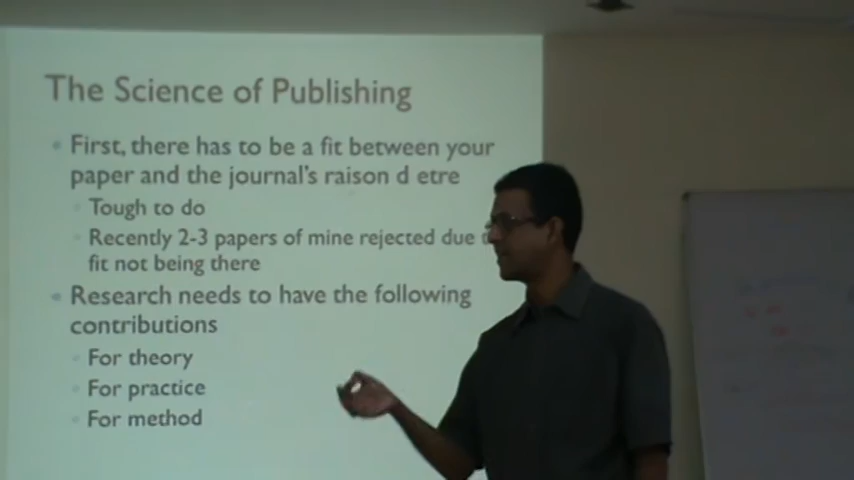 The Science of Publishing
First, there has to be a fit between your
paper and the journal's raison d etre
Tough to do
Recently 2-3 papers of mine rejected due
fit not being there
Research needs to have the following
contributions
For theory
For practice
For method